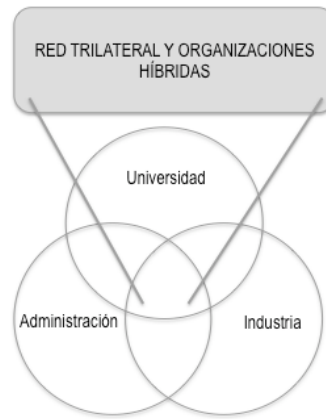 RED TRILATERAL Y ORGANIZACIONES
HÍBRIDAS
Universidad
Administración
Industria